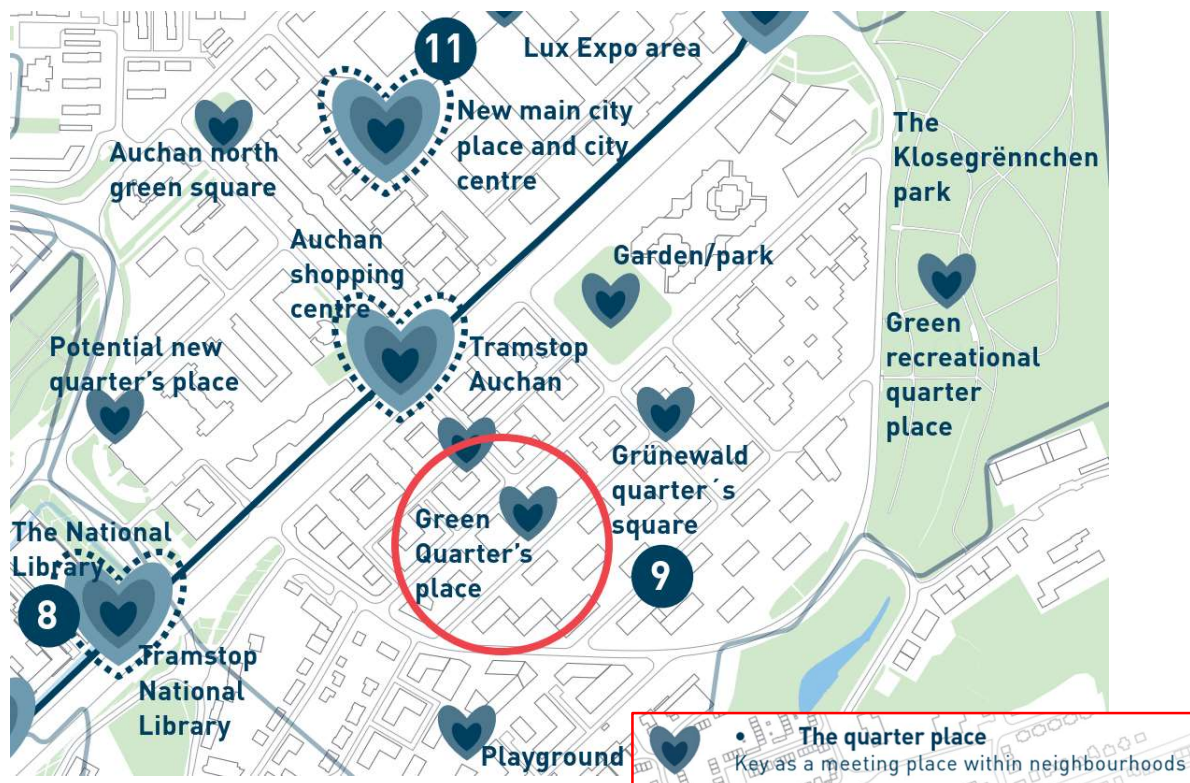 11
Lux Expo area
New main city
place and city
centre
Auchan north
green square
The
Klosegrënnchen
park
Auchan
shopping
centre
Garden/park
Potential new
quarter's place
Tramstop
Auchan
Green
recreational
quarter
place
Grünewald
quarter´s
square
9
Green
Quarter's
place
The National
Library
8
Tramstop
National
Library
Playground
• The quarter place
Key as a meeting place within neighbourhoods